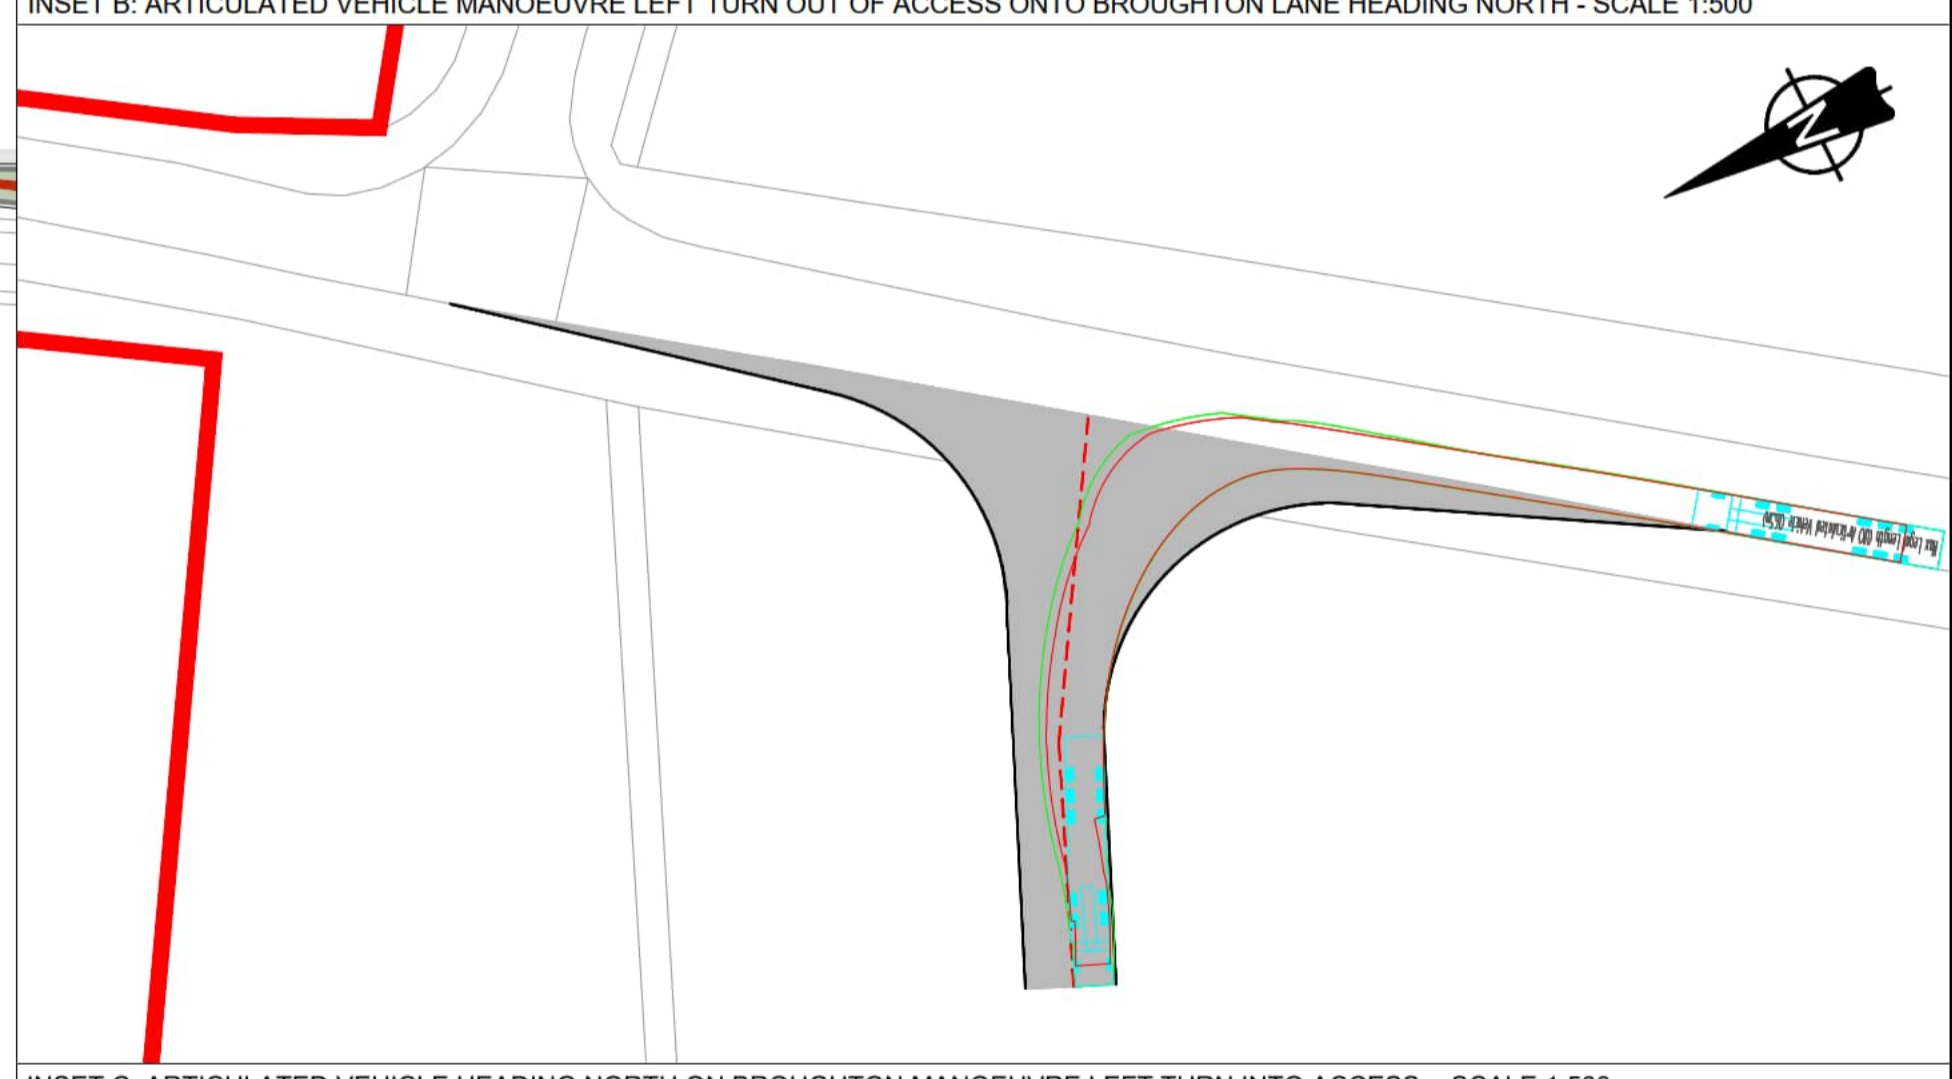 INSET B: ARTICULATED VEHICLE MANOEUVRE LEFT TURN OUT OF ACCESS ONTO BROUGHTON LANE HEADING NORTH - SCALE 1:500
N
Max Legal Length (UK) Articulated Vehicle (16.5m)
INSET C: ARTICULATED VEHICLE HEADING NORTH ON BROUGHTON MANOEUVRE LEFT TURN INTO ACCESS - SCALE 1:500